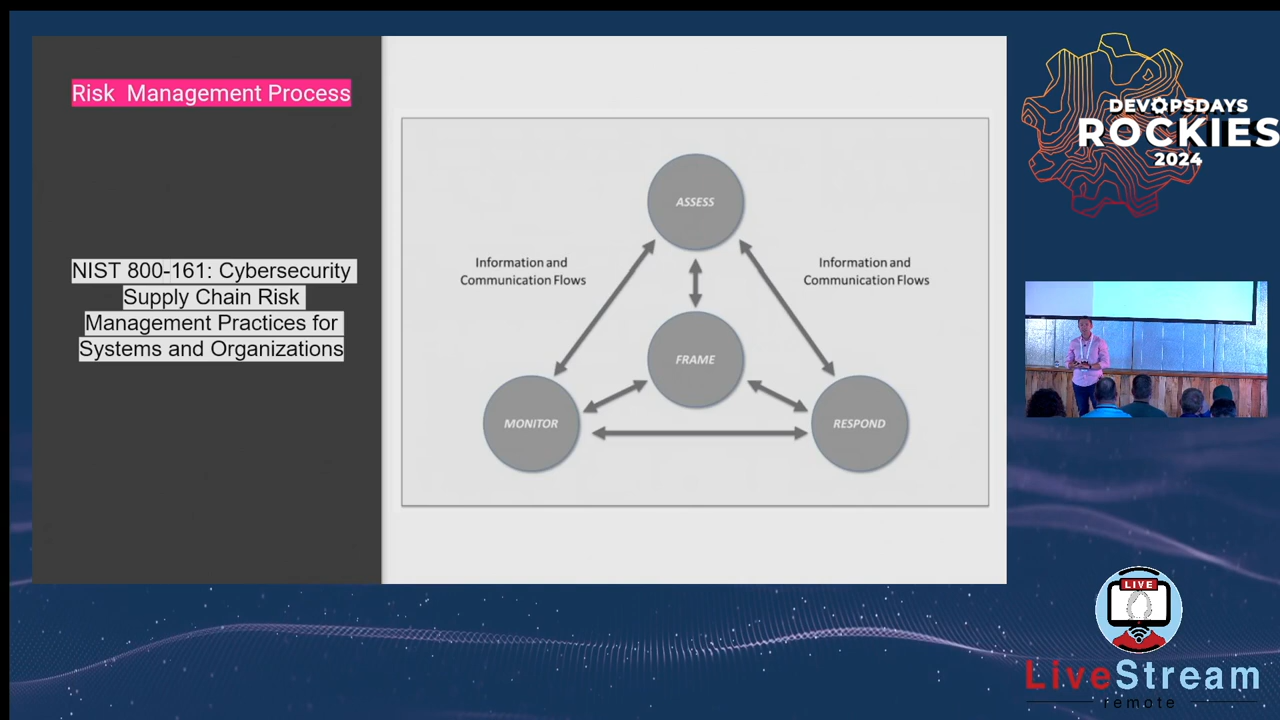 Risk  Management Process
NIST 800-161: Cybersecurity
Supply Chain Risk
Management Practices for
Systems and Organizations
ASSESS
Information and
Communication Flows
Information and
Communication Flows
FRAME
MONITOR
RESPOND
DEVOPSDAYS
ROCKIES
2024
LIVE
LiveStream
remote